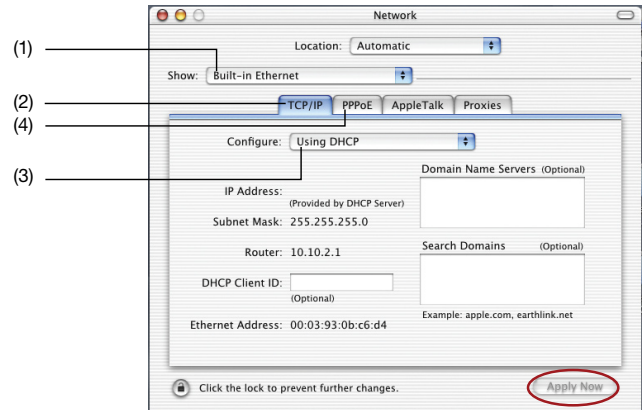 Network
Location: Automatic
(1)
Show: Built-in Ethernet
(2)
TCP/IP PPPoE AppleTalk Proxies
(4)
Configure: Using DHCP
(3)
Domain Name Servers (Optional)
IP Address:
(Provided by DHCP Server)
Subnet Mask: 255.255.255.0
Router: 10.10.2.1
Search Domains (Optional)
DHCP Client ID:
(Optional)
Example: apple.com, earthlink.net
Ethernet Address: 00:03:93:0b:c6:d4
Click the lock to prevent further changes.
Apply Now